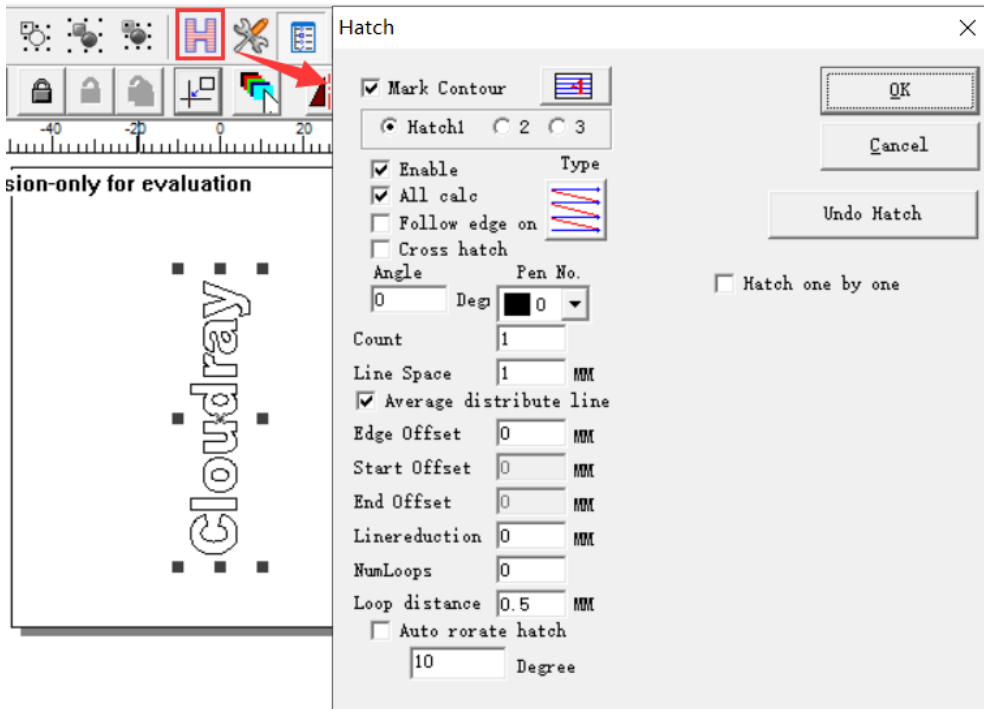 Hatch
-40 -20 0 20
sion-only for evaluation
Cloudray
Mark Contour
Hatch1 2 3
Enable
Type
All calc
Follow edge on
Cross hatch
Angle Pen No.
0 Deg 0
Count 1
Line Space 1 MM
Average distribute line
Edge Offset 0 MM
Start Offset 0 MM
End Offset 0 MM
Linereduction 0 MM
NumLoops 0
Loop distance 0.5 MM
Auto rorate hatch
10 Degree
OK
Cancel
Undo Hatch
Hatch one by one